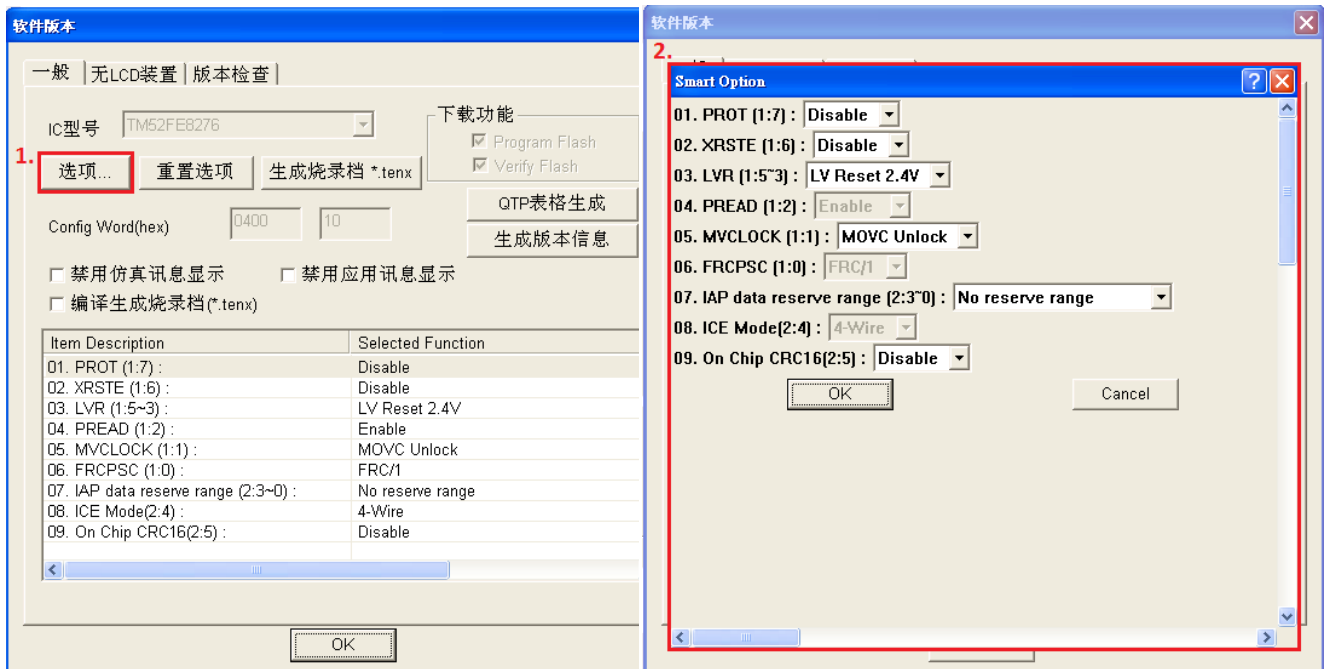 软件版本
一般 无LCD装置 版本检查
IC型号 TM52FE8276
下载功能
Program Flash
Verify Flash
1.
选项... 重置选项 生成烧录档 *.tenx
QTP表格生成
Config Word(hex) 0400 10
生成版本信息
禁用仿真讯息显示 禁用应用讯息显示
编译生成烧录档(*.tenx)
Item Description Selected Function
01. PROT (1:7) : Disable
02. XRSTE (1:6) : Disable
03. LVR (1:5~3) : LV Reset 2.4V
04. PREAD (1:2) : Enable
05. MVCLOCK (1:1) : MOVC Unlock
06. FRCPSC (1:0) : FRC/1
07. IAP data reserve range (2:3~0) : No reserve range
08. ICE Mode(2:4) : 4-Wire
09. On Chip CRC16(2:5) : Disable
OK
软件版本
2.
Smart Option
01. PROT (1:7) : Disable
02. XRSTE (1:6) : Disable
03. LVR (1:5~3) : LV Reset 2.4V
04. PREAD (1:2) : Enable
05. MVCLOCK (1:1) : MOVC Unlock
06. FRCPSC (1:0) : FRC/1
07. IAP data reserve range (2:3~0) : No reserve range
08. ICE Mode(2:4) : 4-Wire
09. On Chip CRC16(2:5) : Disable
OK Cancel